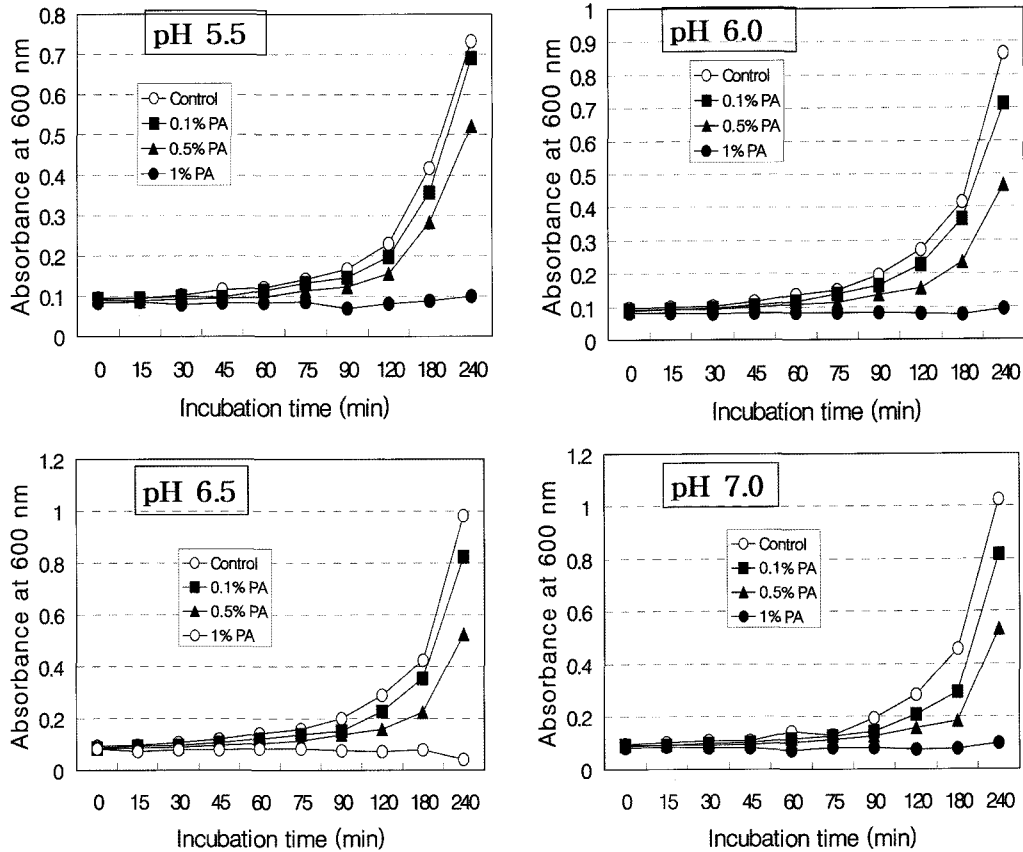 pH 5.5
Absorbance at 600 nm
0.8
0.7
0.6
0.5
0.4
0.3
0.2
0.1
0
Control
0.1% PA
0.5% PA
1% PA
0 15 30 45 60 75 90 120 180 240
Incubation time (min)
pH 6.0
Absorbance at 600 nm
1
0.9
0.8
0.7
0.6
0.5
0.4
0.3
0.2
0.1
0
Control
0.1% PA
0.5% PA
1% PA
0 15 30 45 60 75 90 120 180 240
Incubation time (min)
pH 6.5
Absorbance at 600 nm
1.2
1
0.8
0.6
0.4
0.2
0
Control
0.1% PA
0.5% PA
1% PA
0 15 30 45 60 75 90 120 180 240
Incubation time (min)
pH 7.0
Absorbance at 600 nm
1.2
1
0.8
0.6
0.4
0.2
0
Control
0.1% PA
0.5% PA
1% PA
0 15 30 45 60 75 90 120 180 240
Incubation time (min)